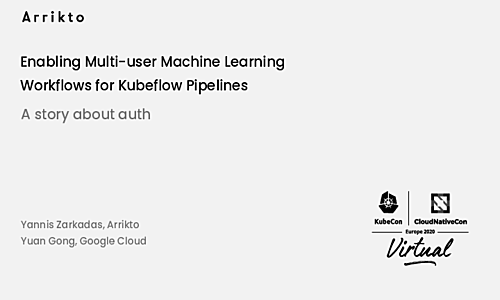 Arrikto
Enabling Multi-user Machine Learning
Workflows for Kubeflow Pipelines
A story about auth
Yannis Zarkadas, Arrikto
Yuan Gong, Google Cloud
KubeCon
CloudNativeCon
Europe 2020
Virtual